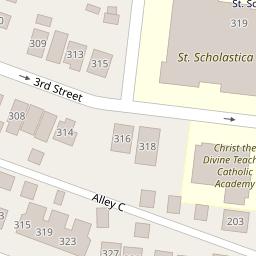 St. Sc
319
309
313
315
St. Scholastica
3rd Street
308
314
316
318
Christ the
Divine Teach
Catholic
Academy
Alley C
315
319
323
203